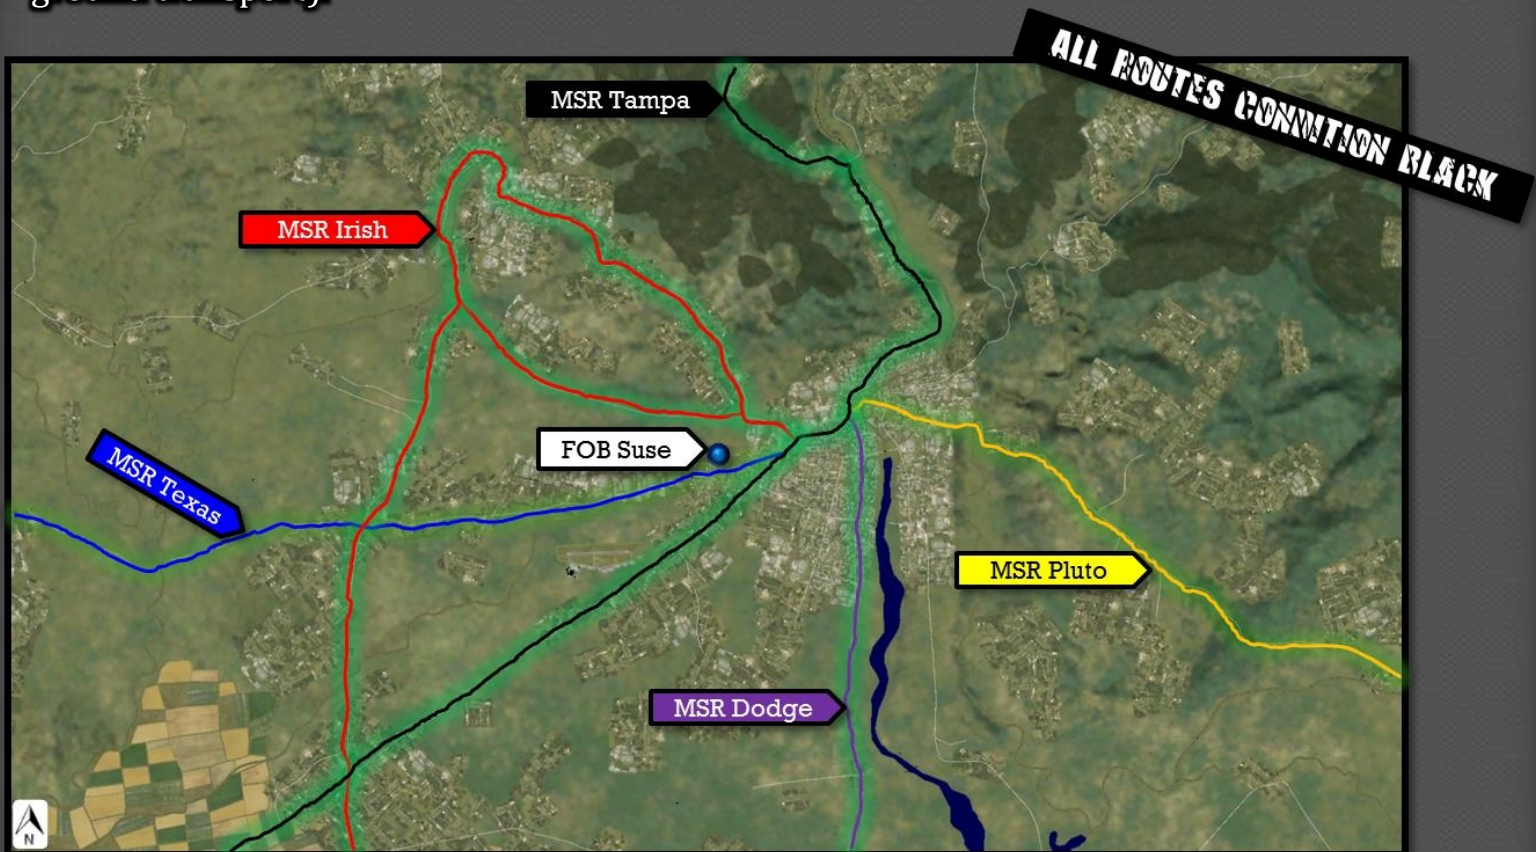 ALL ROUTES CONDITION BLACK
MSR Tampa
MSR Irish
FOB Suse
MSR Texas
MSR Pluto
MSR Dodge
N